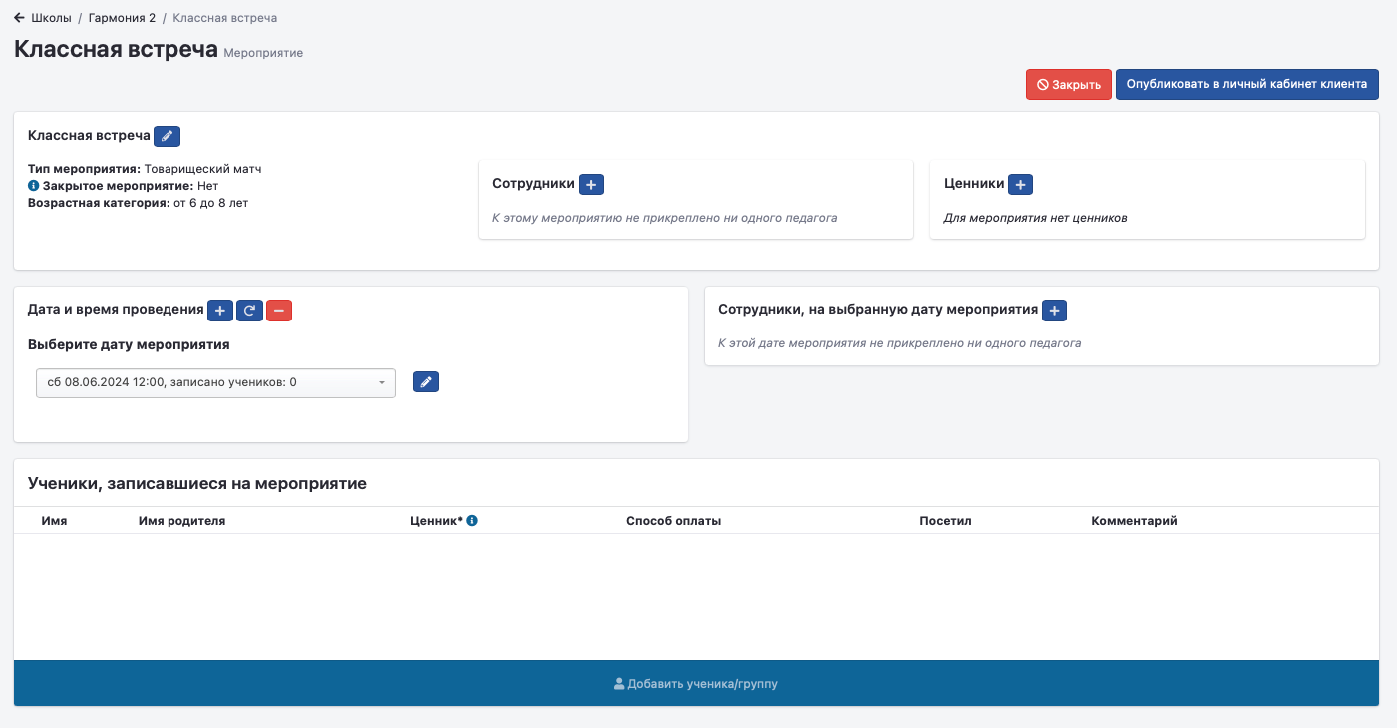 Школы / Гармония 2 / Классная встреча
Классная встреча Мероприятие
Закрыть
Опубликовать в личный кабинет клиента
Классная встреча
Тип мероприятия: Товарищеский матч
Закрытое мероприятие: Нет
Возрастная категория: от 6 до 8 лет
Сотрудники
К этому мероприятию не прикреплено ни одного педагога
Ценники
Для мероприятия нет ценников
Дата и время проведения
Выберите дату мероприятия
сб 08.06.2024 12:00, записано учеников: 0
Сотрудники, на выбранную дату мероприятия
К этой дате мероприятия не прикреплено ни одного педагога
Ученики, записавшиеся на мероприятие
Имя Имя родителя Ценник* Способ оплаты Посетил Комментарий
Добавить ученика/группу